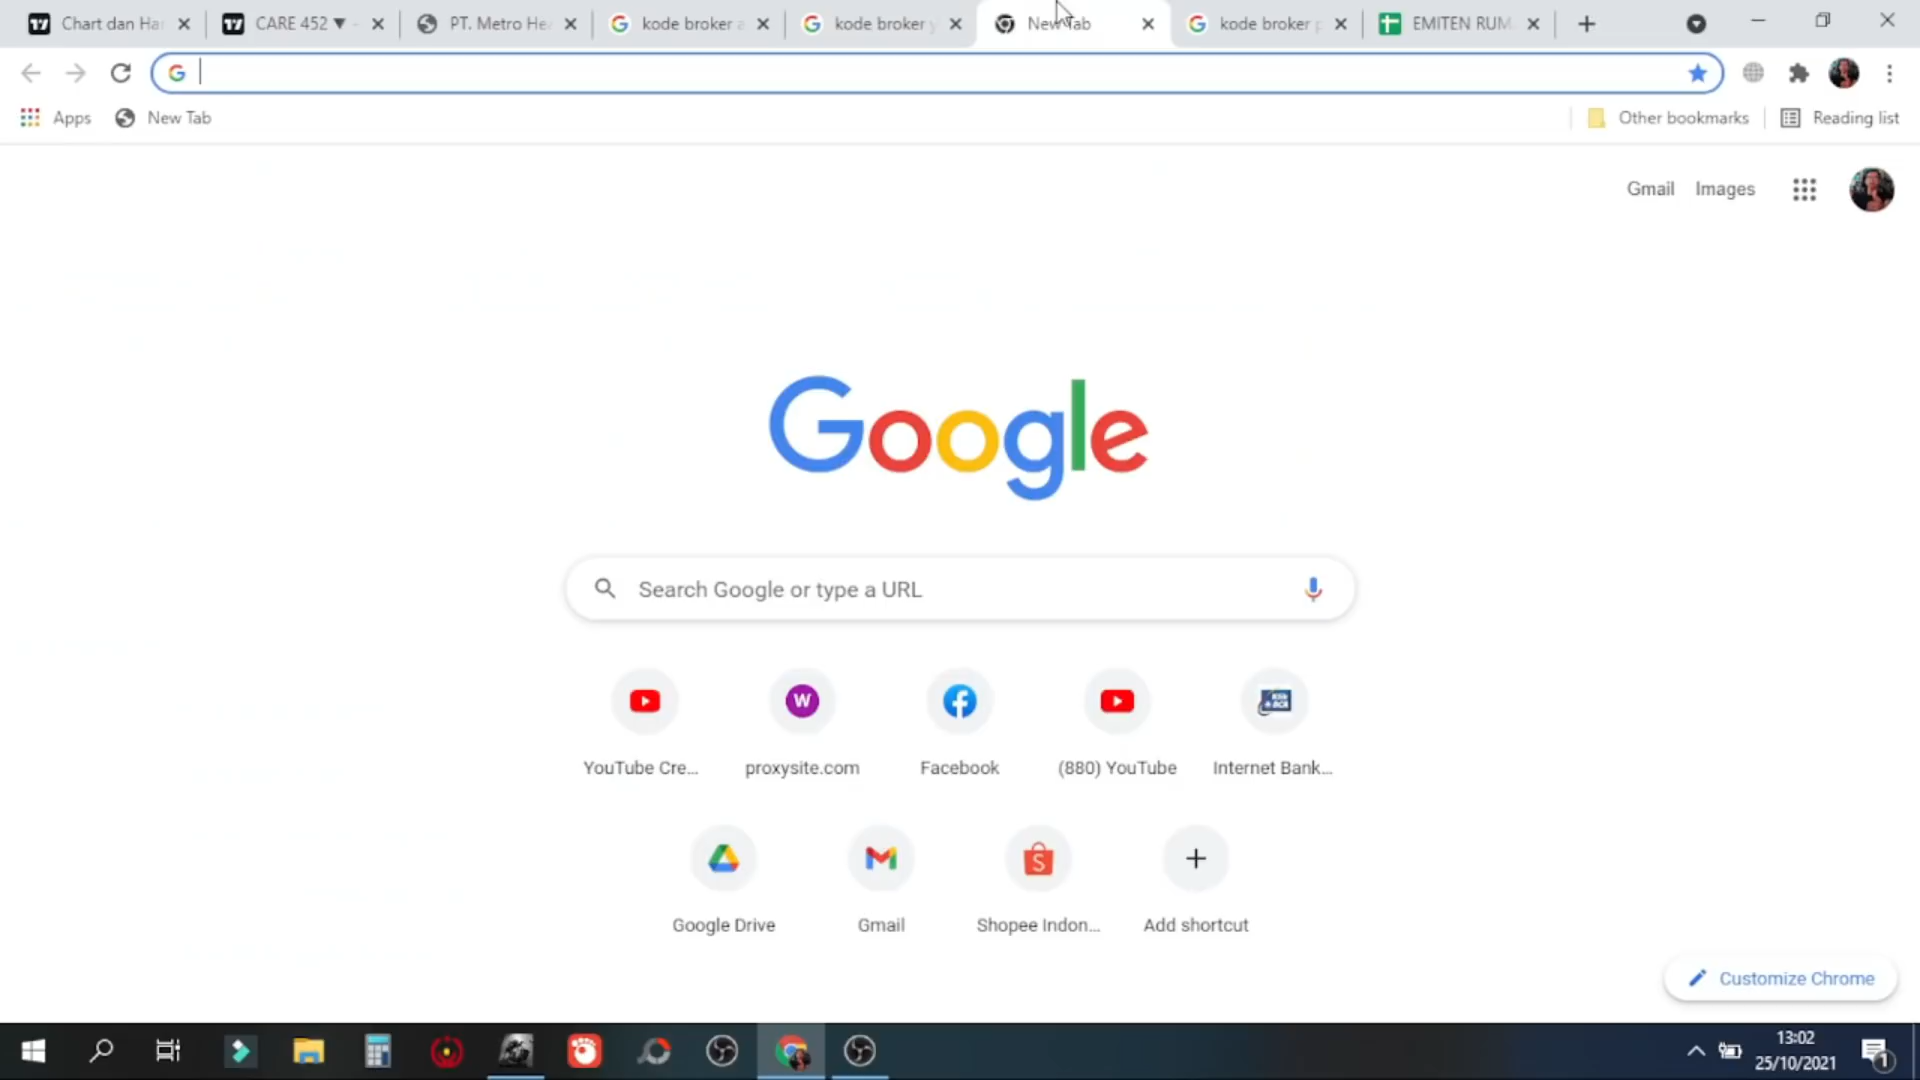 Chart dan Ha
CARE 452 ▼ -
PT. Metro He
kode broker a
kode broker y
New Tab
kode broker p
EMITEN RUM
Apps
New Tab
Other bookmarks
Reading list
Gmail
Images
Google
Search Google or type a URL
YouTube Cre...
proxysite.com
Facebook
(880) YouTube
Internet Bank...
Google Drive
Gmail
Shopee Indon...
Add shortcut
Customize Chrome
13:02
25/10/2021
1